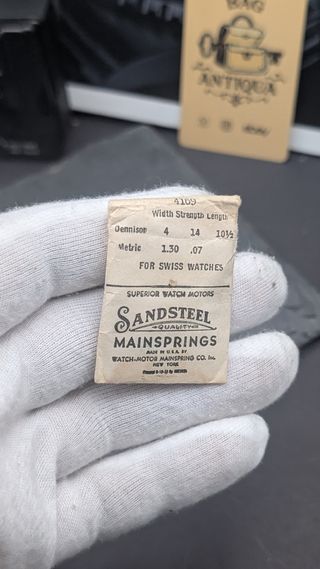 BAG
ANTIQUA
4169
Width Strength Length
Dennison 4 14 10½
Metric 1.30 .07
FOR SWISS WATCHES
SUPERIOR WATCH MOTORS
SANDSTEEL
QUALITY
MAINSPRINGS
MADE IN U.S.A. BY
WATCH-MOTOR MAINSPRING CO. Inc.
NEW YORK